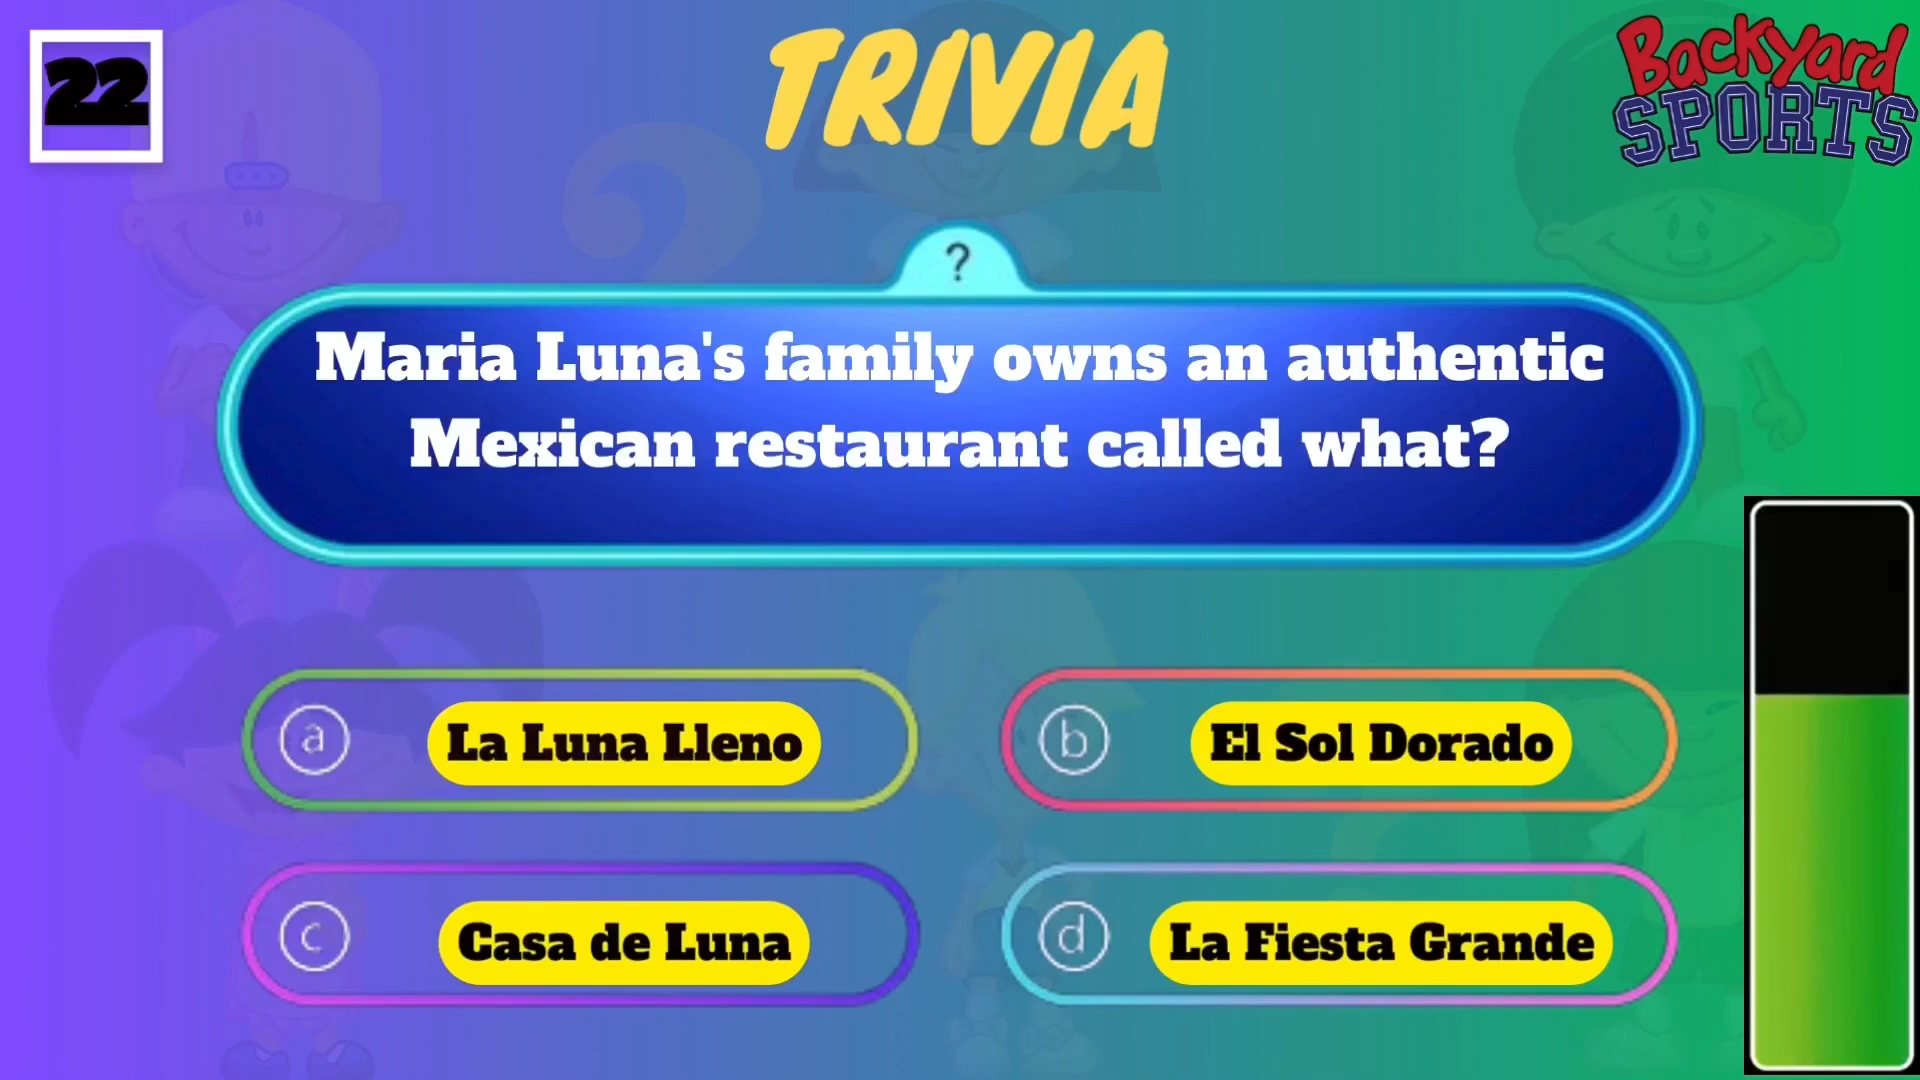 22
TRIVIA
Backyard
SPORTS
?
Maria Luna's family owns an authentic
Mexican restaurant called what?
a La Luna Lleno
b El Sol Dorado
c Casa de Luna
d La Fiesta Grande